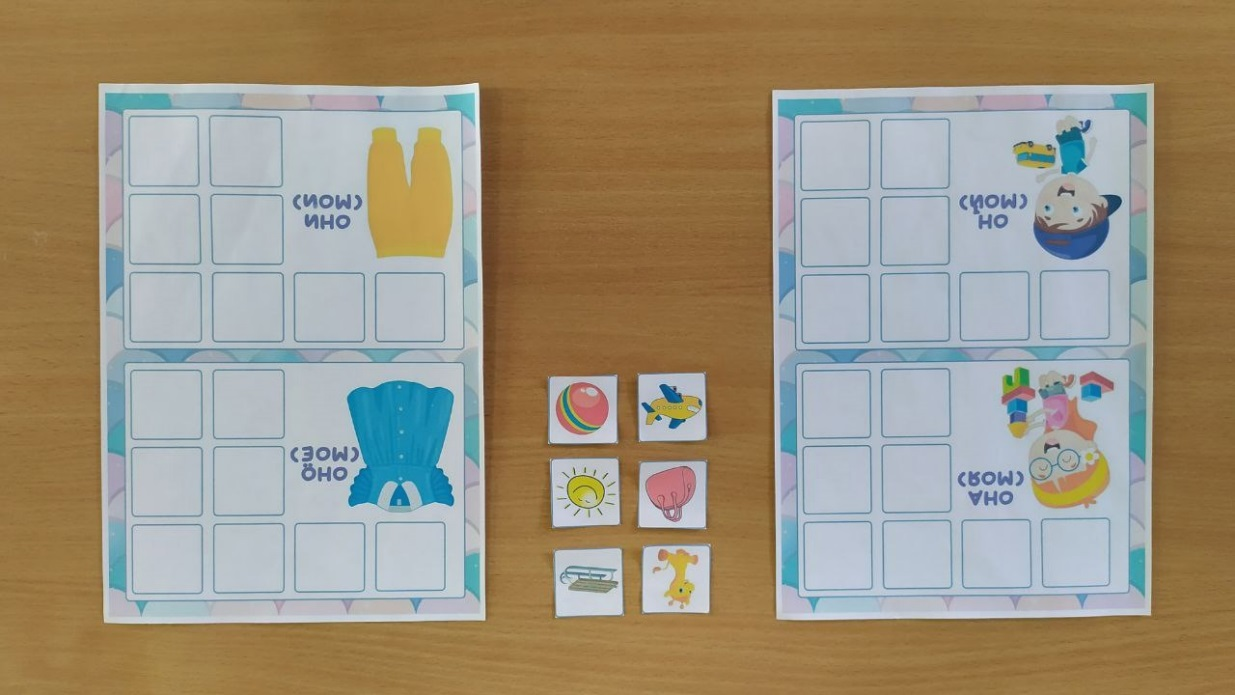 ОНА
(МОЯ)
ОН
(МОЙ)
ОНО
(МОЁ)
ОНИ
(МОИ)